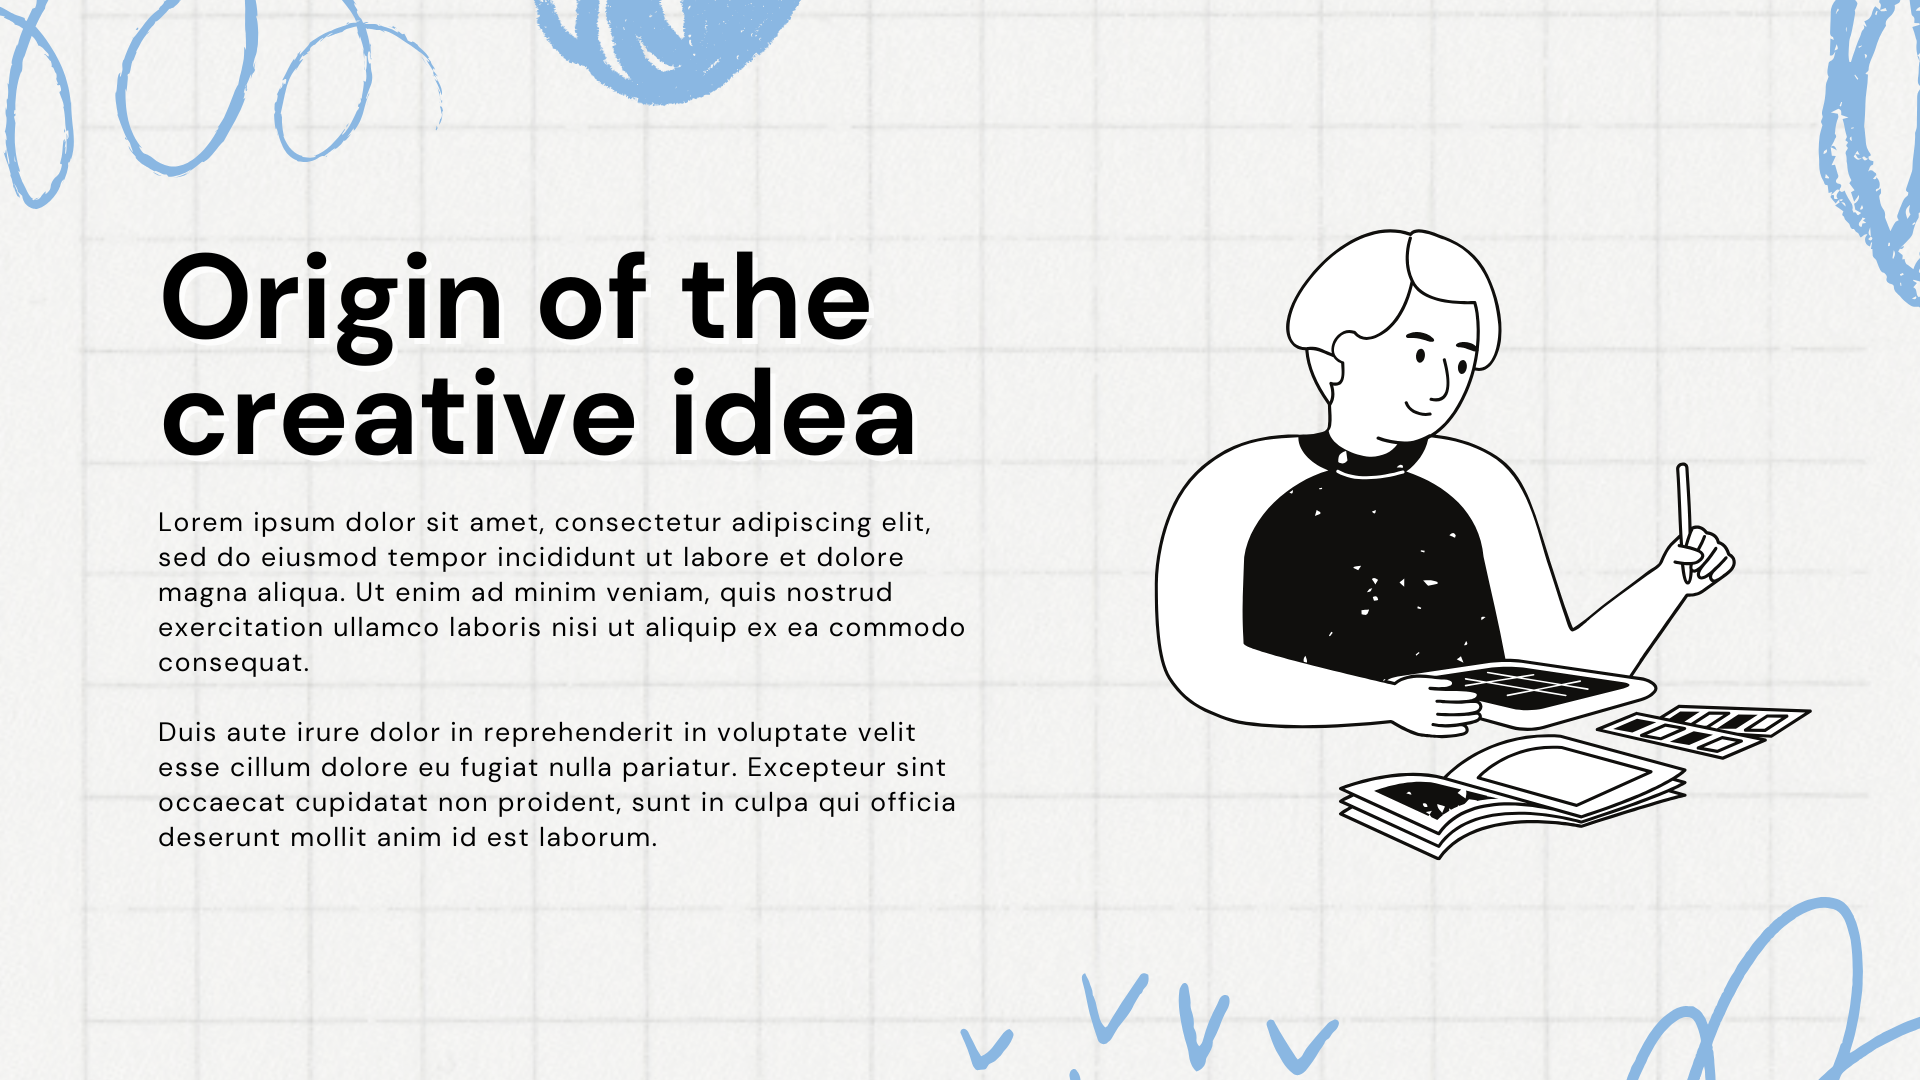 Origin of the
creative idea
Lorem ipsum dolor sit amet, consectetur adipiscing elit,
sed do eiusmod tempor incididunt ut labore et dolore
magna aliqua. Ut enim ad minim veniam, quis nostrud
exercitation ullamco laboris nisi ut aliquip ex ea commodo
consequat.
Duis aute irure dolor in reprehenderit in voluptate velit
esse cillum dolore eu fugiat nulla pariatur. Excepteur sint
occaecat cupidatat non proident, sunt in culpa qui officia
deserunt mollit anim id est laborum.